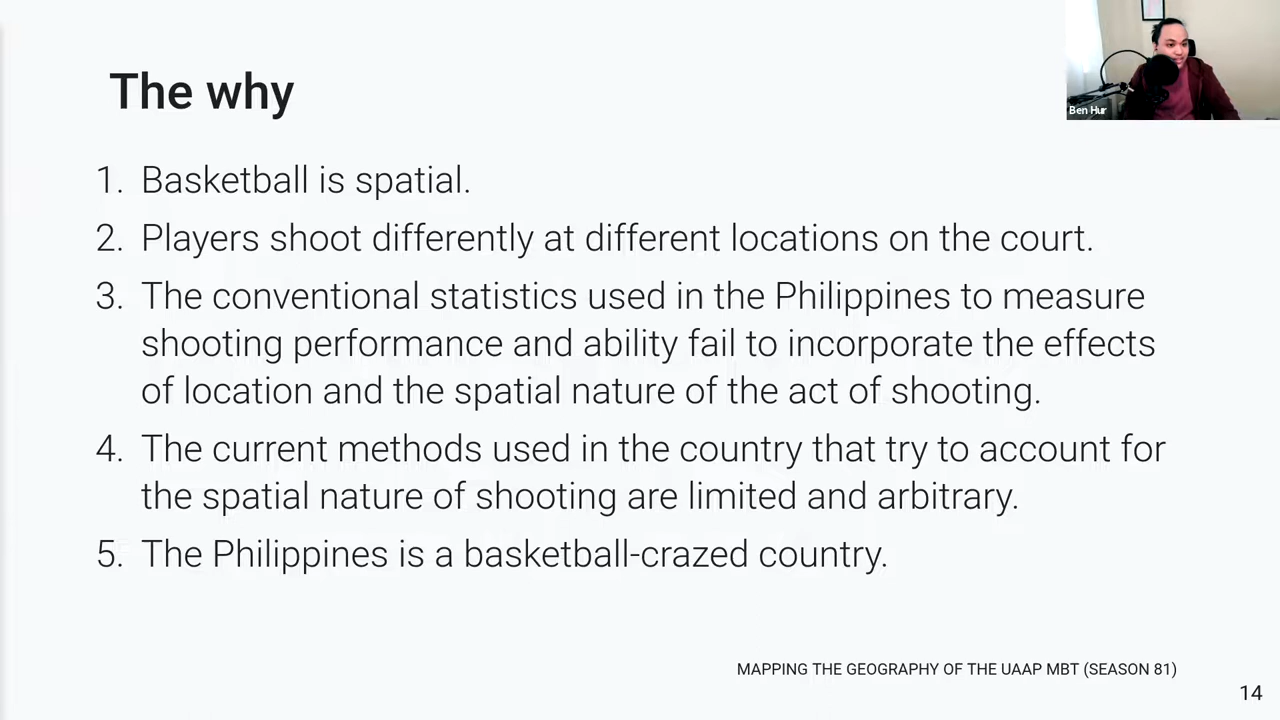 The why
Ben Hur
1. Basketball is spatial.
2. Players shoot differently at different locations on the court.
3. The conventional statistics used in the Philippines to measure
shooting performance and ability fail to incorporate the effects
of location and the spatial nature of the act of shooting.
4. The current methods used in the country that try to account for
the spatial nature of shooting are limited and arbitrary.
5. The Philippines is a basketball-crazed country.
MAPPING THE GEOGRAPHY OF THE UAAP MBT (SEASON 81)
14